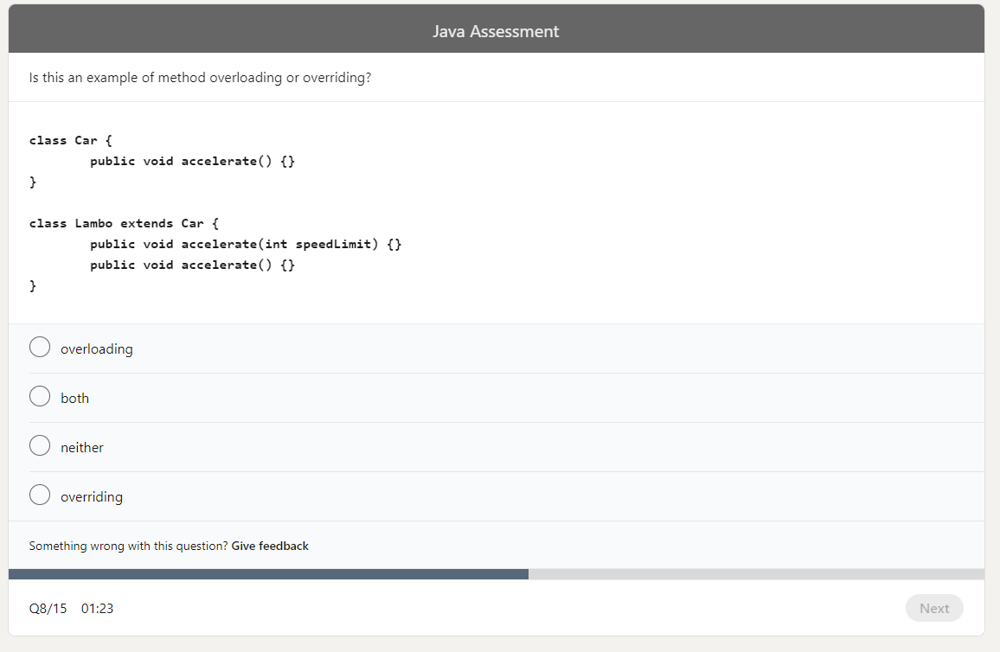 Java Assessment
Is this an example of method overloading or overriding?
class Car {
        public void accelerate() {}
}
class Lambo extends Car {
        public void accelerate(int speedLimit) {}
        public void accelerate() {}
}
overloading
both
neither
overriding
Something wrong with this question? Give feedback
Q8/15 01:23
Next